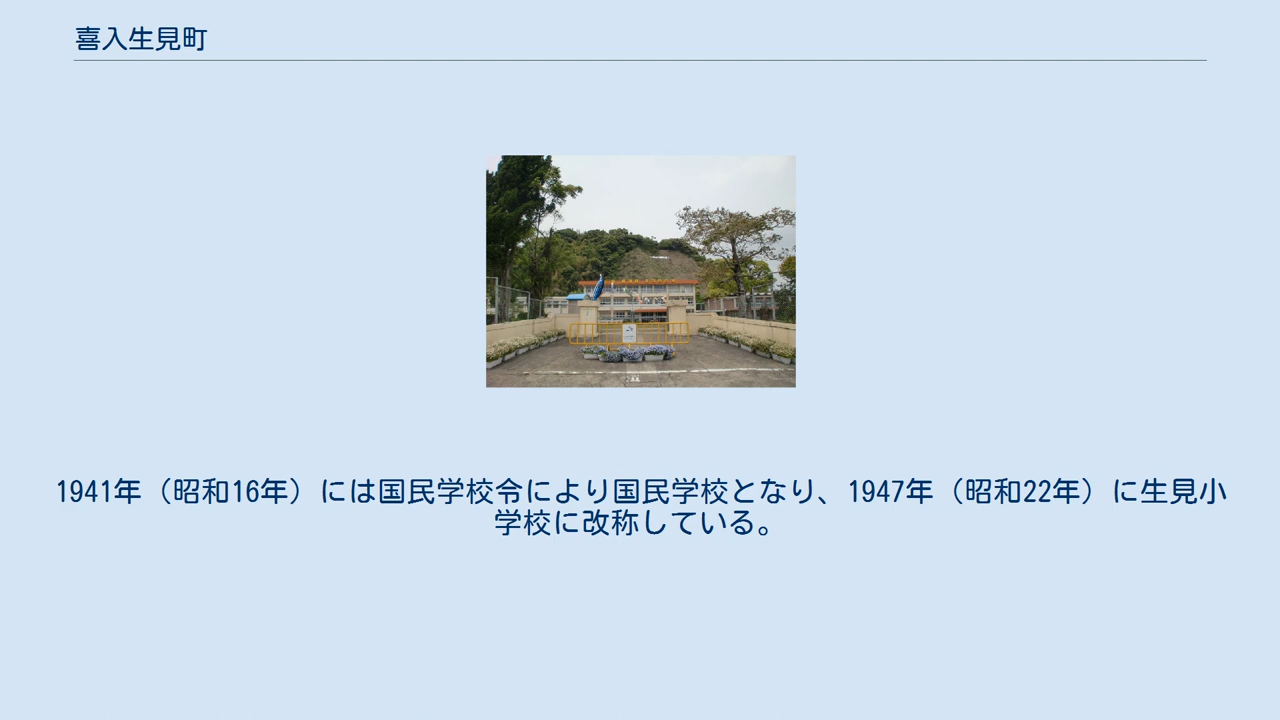 喜入生見町
1941年（昭和16年）には国民学校令により国民学校となり、1947年（昭和22年）に生見小
学校に改称している。